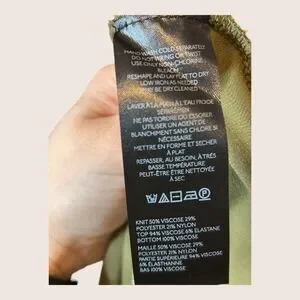 HAND WASH COLD SEPARATELY
DO NOT WRING OR TWIST
USE ONLY NON-CHLORINE
BLEACH
RESHAPE AND LAY FLAT TO DRY
LOW IRON AS NEEDED
MAY BE DRY CLEANED
LAVER À LA MAIN À L'EAU FROIDE
SÉPARÉMENT
NE PAS TORDRE OU ESSORER
UTILISER UN AGENT DE
BLANCHIMENT SANS CHLORE SI
NÉCESSAIRE
METTRE EN FORME ET SÉCHER
À PLAT
REPASSER, AU BESOIN, À TRÈS
BASSE TEMPÉRATURE
PEUT-ÊTRE ÊTRE NETTOYÉE
À SEC
P
KNIT 50% VISCOSE 29%
POLYESTER 21% NYLON
TOP 94% VISCOSE 6% ELASTANE
BOTTOM 100% VISCOSE
MAILLE 50% VISCOSE 29%
POLYESTER 21% NYLON
PARTIE SUPÉRIEURE 94% VISCOSE
6% ÉLASTHANNE
BAS 100% VISCOSE